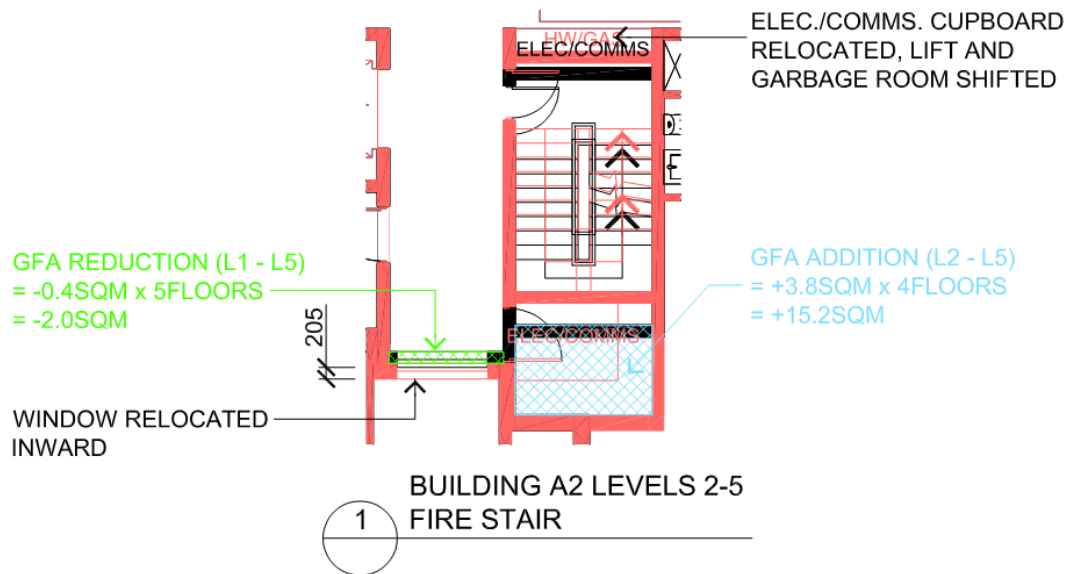 ELEC./COMMS. CUPBOARD
RELOCATED, LIFT AND
GARBAGE ROOM SHIFTED
HW/GAS
ELEC/COMMS
GFA REDUCTION (L1 - L5)
= -0.4SQM x 5FLOORS
= -2.0SQM
GFA ADDITION (L2 - L5)
= +3.8SQM x 4FLOORS
= +15.2SQM
205
ELEC/COMMS
WINDOW RELOCATED
INWARD
1
BUILDING A2 LEVELS 2-5
FIRE STAIR